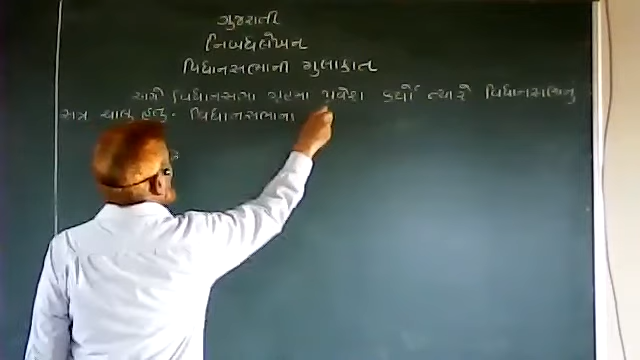 ગુજરાતી
નિબંધલેખન
વિધાનસભાની મુલાકાત
અમે વિધાનસભા ગૃહમાં પ્રવેશ કર્યો ત્યારે વિધાનસભાનું
સત્ર ચાલુ હતું. વિધાનસભાના